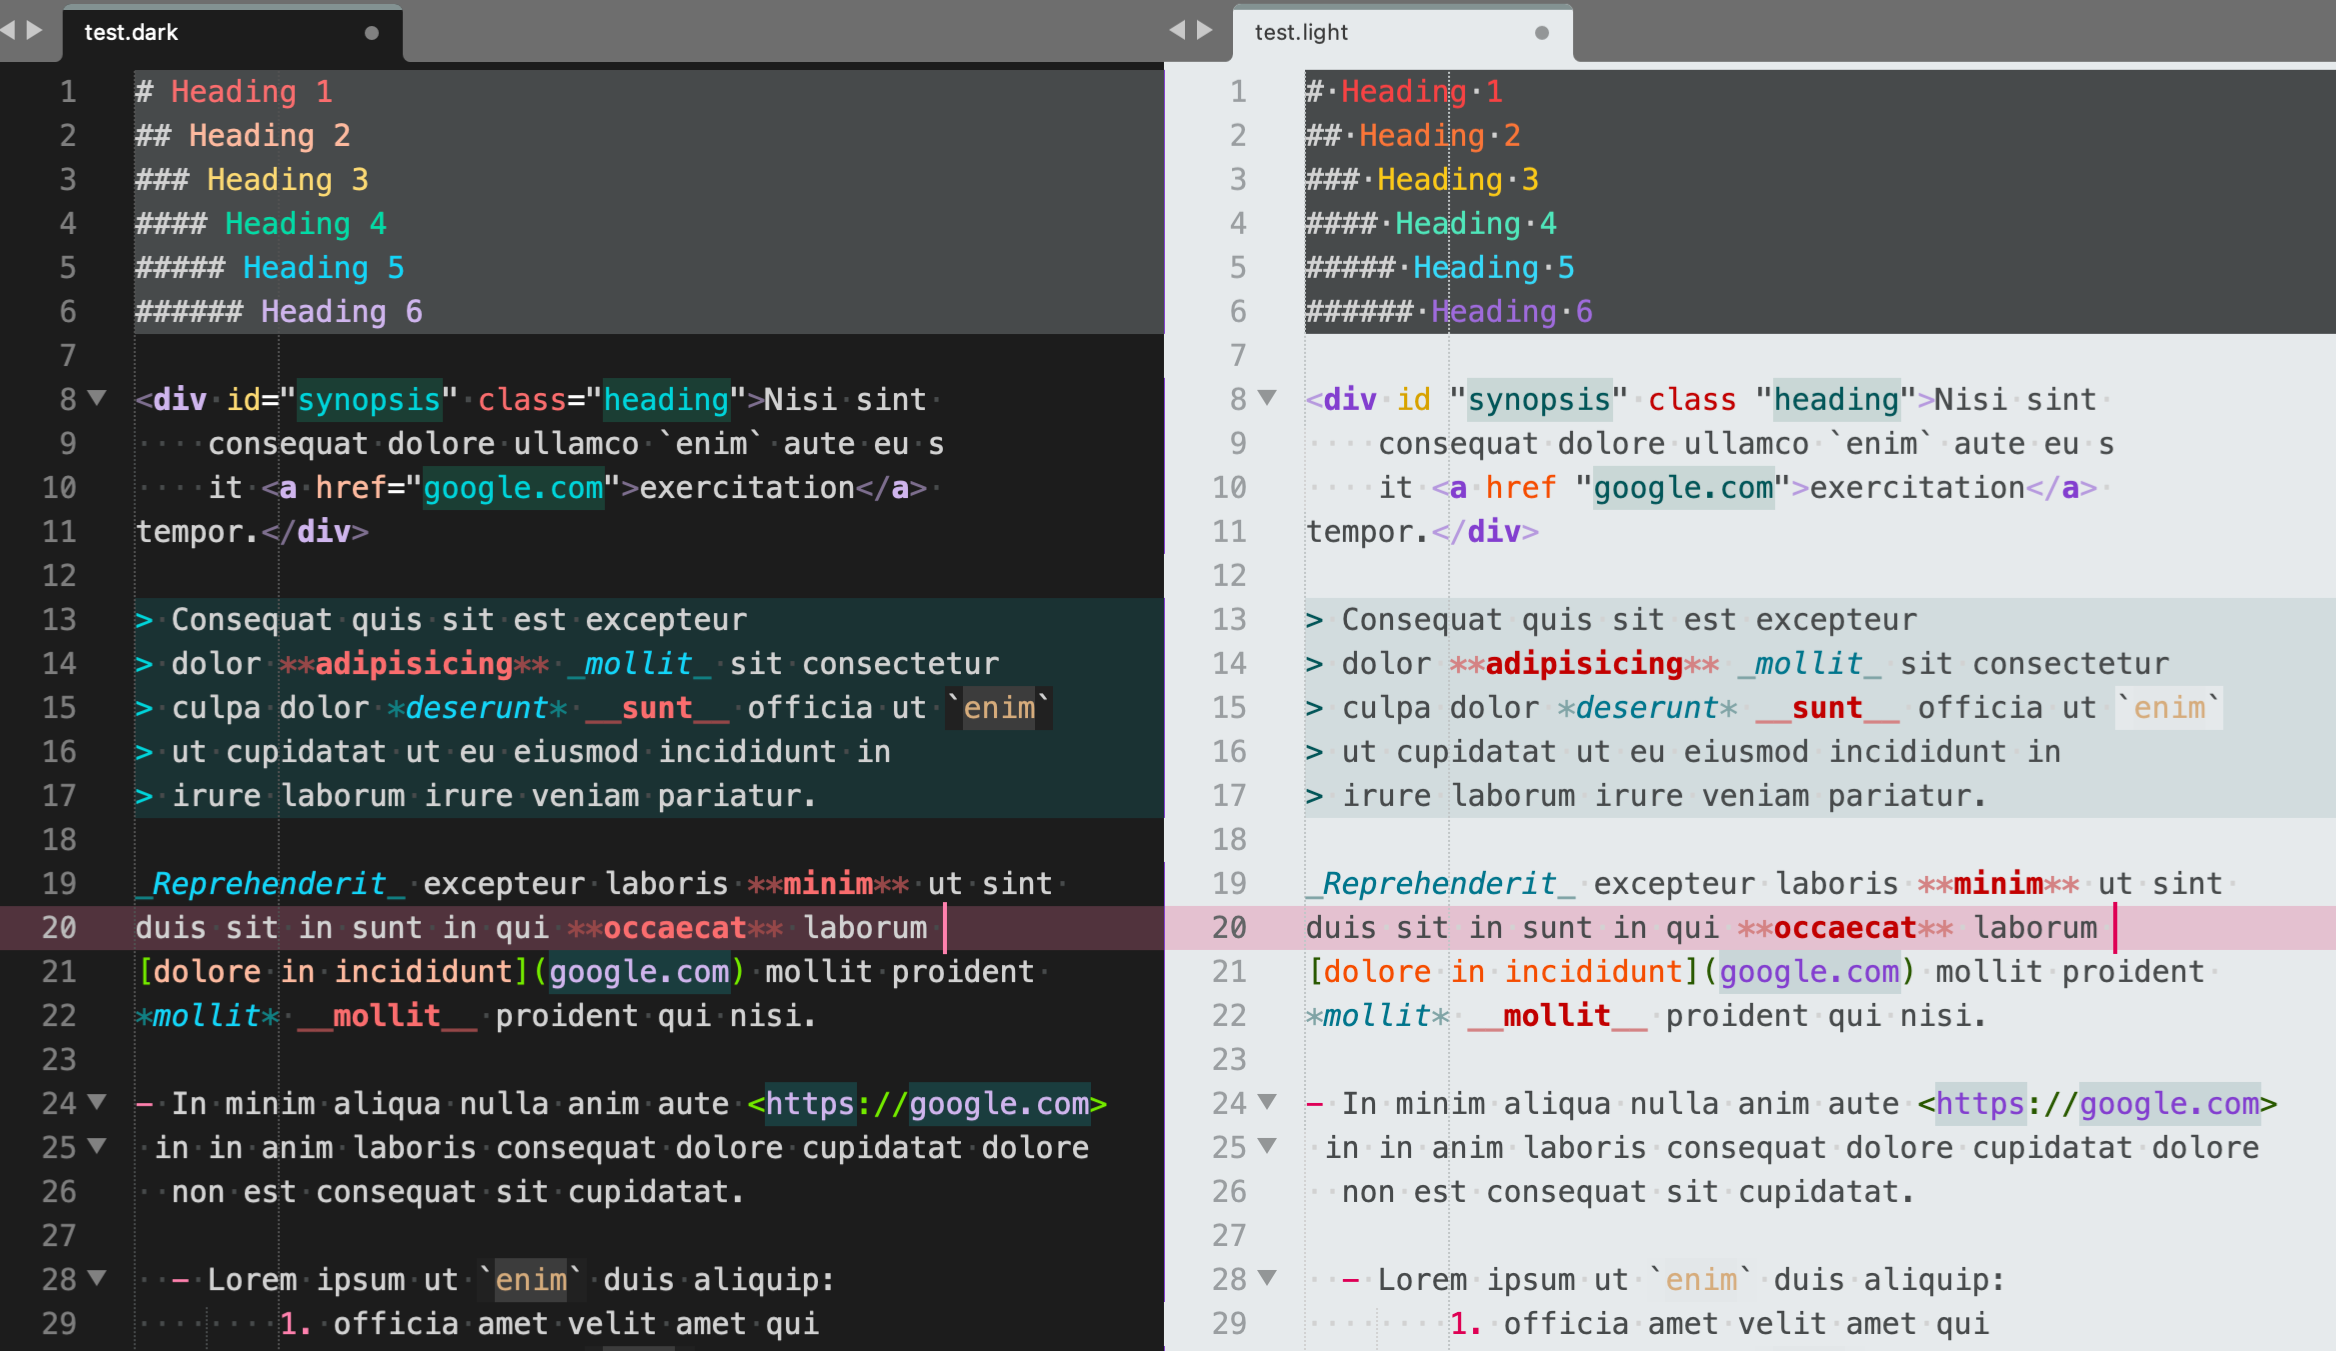 test.dark
1 # Heading 1
2 ## Heading 2
3 ### Heading 3
4 #### Heading 4
5 ##### Heading 5
6 ###### Heading 6
7
8 <div id="synopsis" class="heading">Nisi sint
9     consequat dolore ullamco `enim` aute eu s
10     it <a href="google.com">exercitation</a>
11 tempor.</div>
12
13 > Consequat quis sit est excepteur
14 > dolor **adipisicing** _mollit_ sit consectetur
15 > culpa dolor *deserunt* __sunt__ officia ut `enim`
16 > ut cupidatat ut eu eiusmod incididunt in
17 > irure laborum irure veniam pariatur.
18
19 _Reprehenderit_ excepteur laboris **minim** ut sint
20 duis sit in sunt in qui **occaecat** laborum
21 [dolore in incididunt](google.com) mollit proident
22 *mollit* __mollit__ proident qui nisi.
23
24 - In minim aliqua nulla anim aute <https://google.com>
25  in in anim laboris consequat dolore cupidatat dolore
26   non est consequat sit cupidatat.
27
28   - Lorem ipsum ut `enim` duis aliquip:
29         1. officia amet velit amet qui
test.light
1 #·Heading·1
2 ##·Heading·2
3 ###·Heading·3
4 ####·Heading·4
5 #####·Heading·5
6 ######·Heading·6
7
8 <div id "synopsis" class "heading">Nisi sint
9     consequat dolore ullamco `enim` aute eu s
10     it <a href "google.com">exercitation</a>
11 tempor.</div>
12
13 > Consequat quis sit est excepteur
14 > dolor **adipisicing** _mollit_ sit consectetur
15 > culpa dolor *deserunt* __sunt__ officia ut `enim`
16 > ut cupidatat ut eu eiusmod incididunt in
17 > irure laborum irure veniam pariatur.
18
19 _Reprehenderit_ excepteur laboris **minim** ut sint
20 duis sit in sunt in qui **occaecat** laborum
21 [dolore in incididunt](google.com) mollit proident
22 *mollit* __mollit__ proident qui nisi.
23
24 - In minim aliqua nulla anim aute <https://google.com>
25  in in anim laboris consequat dolore cupidatat dolore
26   non est consequat sit cupidatat.
27
28   - Lorem ipsum ut `enim` duis aliquip:
29         1. officia amet velit amet qui